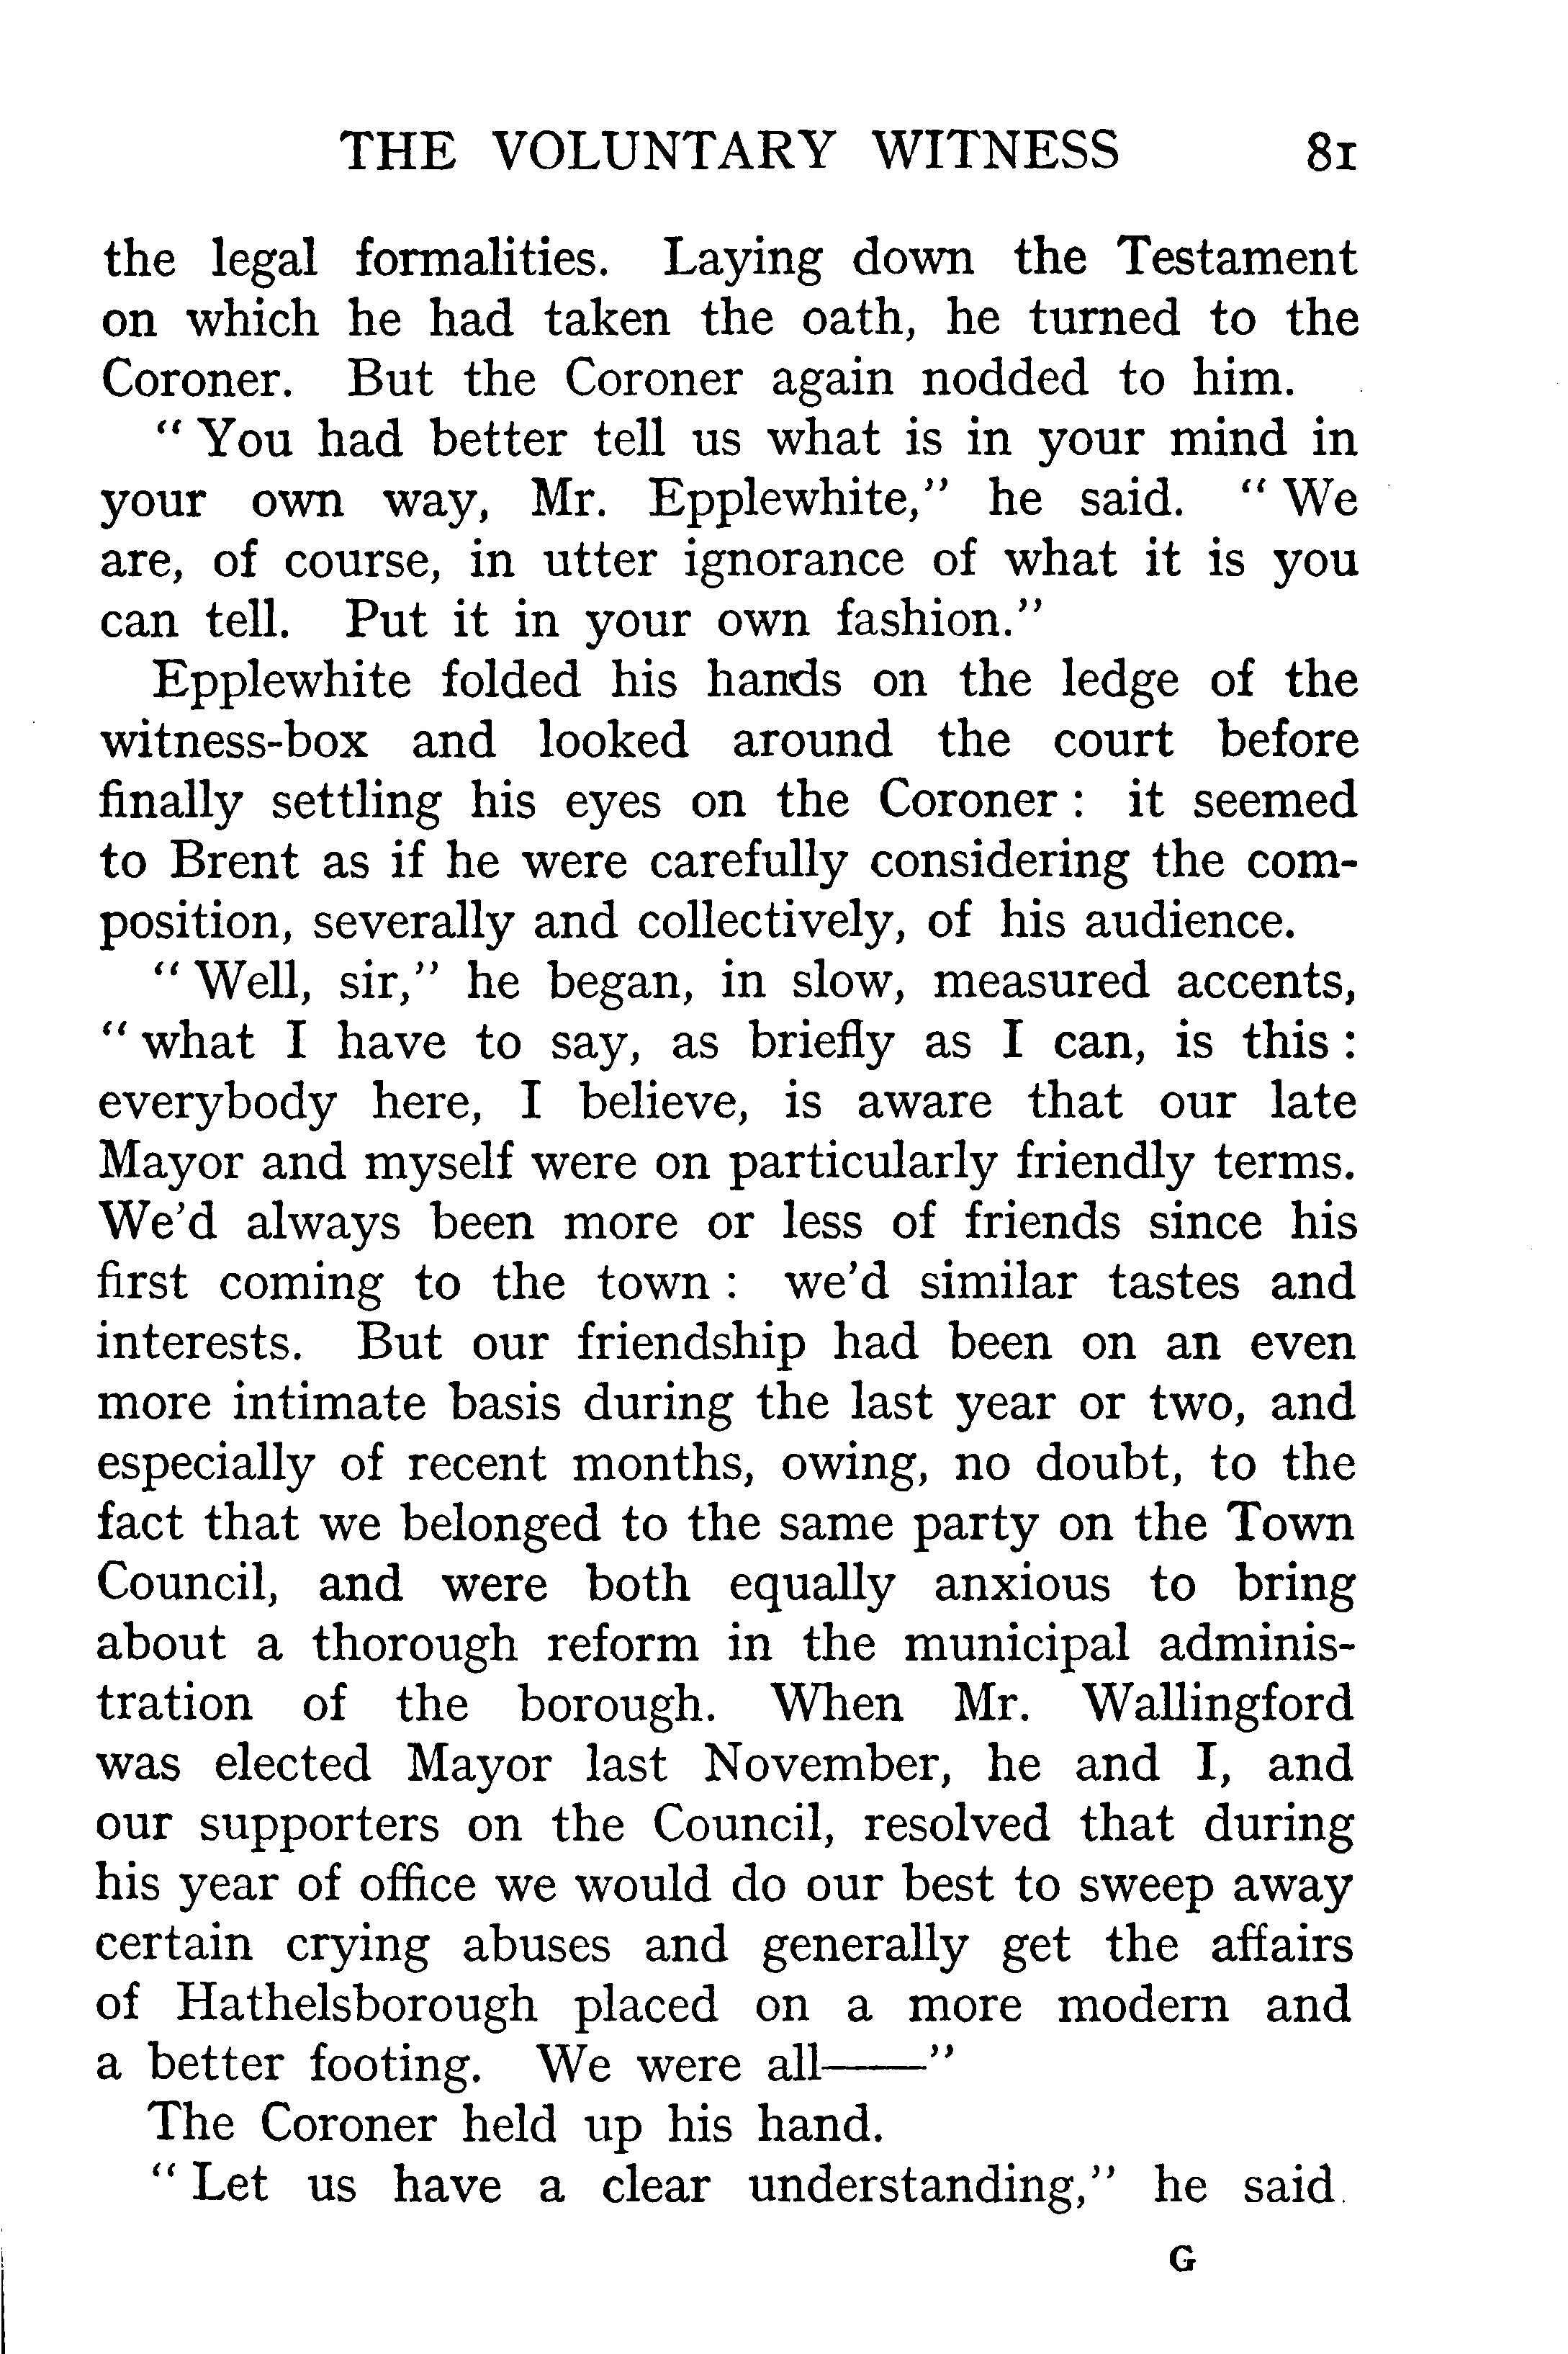 THE VOLUNTARY WITNESS 81
the legal formalities. Laying down the Testament
on which he had taken the oath, he turned to the
Coroner. But the Coroner again nodded to him.
“ You had better tell us what is in your mind in
your own way, Mr. Epplewhite,” he said. “ We
are, of course, in utter ignorance of what it is you
can tell. Put it in your own fashion.”
Epplewhite folded his hands on the ledge of the
witness-box and looked around the court before
finally settling his eyes on the Coroner : it seemed
to Brent as if he were carefully considering the com-
position, severally and collectively, of his audience.
“ Well, sir,” he began, in slow, measured accents,
“ what I have to say, as briefly as I can, is this :
everybody here, I believe, is aware that our late
Mayor and myself were on particularly friendly terms.
We’d always been more or less of friends since his
first coming to the town : we’d similar tastes and
interests. But our friendship had been on an even
more intimate basis during the last year or two, and
especially of recent months, owing, no doubt, to the
fact that we belonged to the same party on the Town
Council, and were both equally anxious to bring
about a thorough reform in the municipal adminis-
tration of the borough. When Mr. Wallingford
was elected Mayor last November, he and I, and
our supporters on the Council, resolved that during
his year of office we would do our best to sweep away
certain crying abuses and generally get the affairs
of Hathelsborough placed on a more modern and
a better footing. We were all——”
The Coroner held up his hand.
“ Let us have a clear understanding,” he said.
G